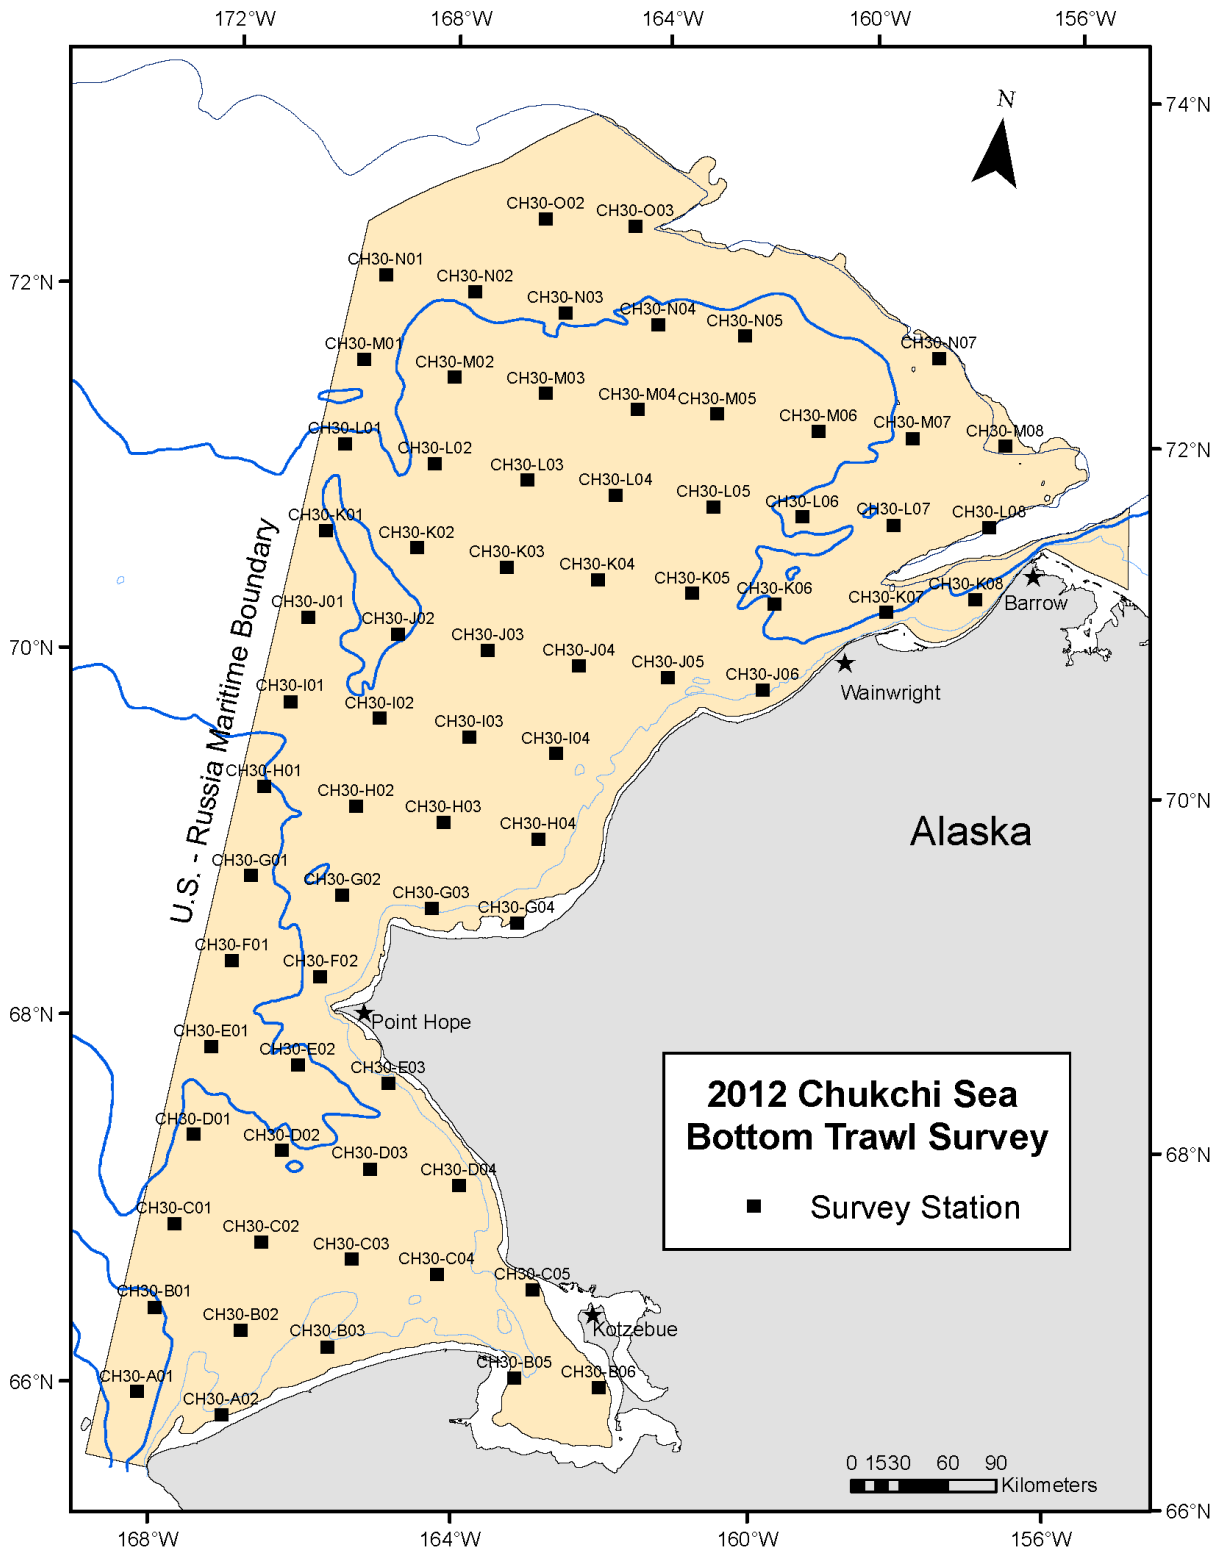 172°W 168°W 164°W 160°W 156°W
74°N
N
CH30-O02 CH30-O03
CH30-N01
72°N
CH30-N02
CH30-N03
CH30-N04
CH30-N05
CH30-M01
CH30-N07
CH30-M02
CH30-M03
CH30-M04 CH30-M05
CH30-M06
CH30-M07
CH30-L01
CH30-M08
72°N
CH30-L02
CH30-L03
CH30-L04
CH30-L05
CH30-L06
CH30-K01
CH30-L07
CH30-L08
CH30-K02
CH30-K03
CH30-K04
CH30-K05
CH30-K06
CH30-K07
CH30-K08
Barrow
CH30-J01
CH30-J02
CH30-J03
70°N
CH30-J04
CH30-J05
CH30-J06
Wainwright
CH30-I01
CH30-I02
CH30-I03
CH30-I04
U.S. - Russia Maritime Boundary
CH30-H01
CH30-H02
CH30-H03
CH30-H04
70°N
Alaska
CH30-G01
CH30-G02
CH30-G03
CH30-G04
CH30-F01
CH30-F02
68°N
Point Hope
CH30-E01
CH30-E02
CH30-E03
2012 Chukchi Sea
Bottom Trawl Survey
Survey Station
CH30-D01
CH30-D02
CH30-D03
CH30-D04
68°N
CH30-C01
CH30-C02
CH30-C03
CH30-C04
CH30-C05
CH30-B01
CH30-B02
CH30-B03
Kotzebue
CH30-B05
CH30-B06
66°N
CH30-A01
CH30-A02
0 15 30 60 90
Kilometers
66°N
168°W 164°W 160°W 156°W